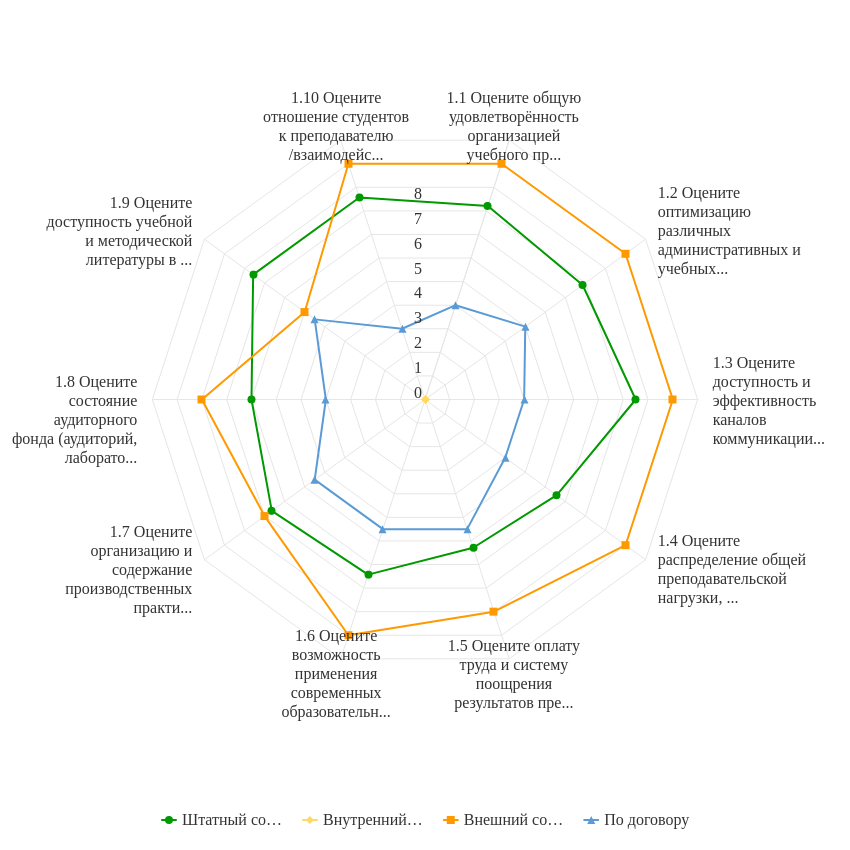 1.10 Оцените
отношение студентов
к преподавателю
/взаимодейс...
1.1 Оцените общую
удовлетворённость
организацией
учебного пр...
1.2 Оцените
оптимизацию
различных
административных и
учебных...
1.3 Оцените
доступность и
эффективность
каналов
коммуникации...
1.4 Оцените
распределение общей
преподавательской
нагрузки, ...
1.5 Оцените оплату
труда и систему
поощрения
результатов пре...
1.6 Оцените
возможность
применения
современных
образовательн...
1.7 Оцените
организацию и
содержание
производственных
практи...
1.8 Оцените
состояние
аудиторного
фонда (аудиторий,
лаборато...
1.9 Оцените
доступность учебной
и методической
литературы в ...
8
7
6
5
4
3
2
1
0
Штатный со… Внутренний… Внешний со… По договору